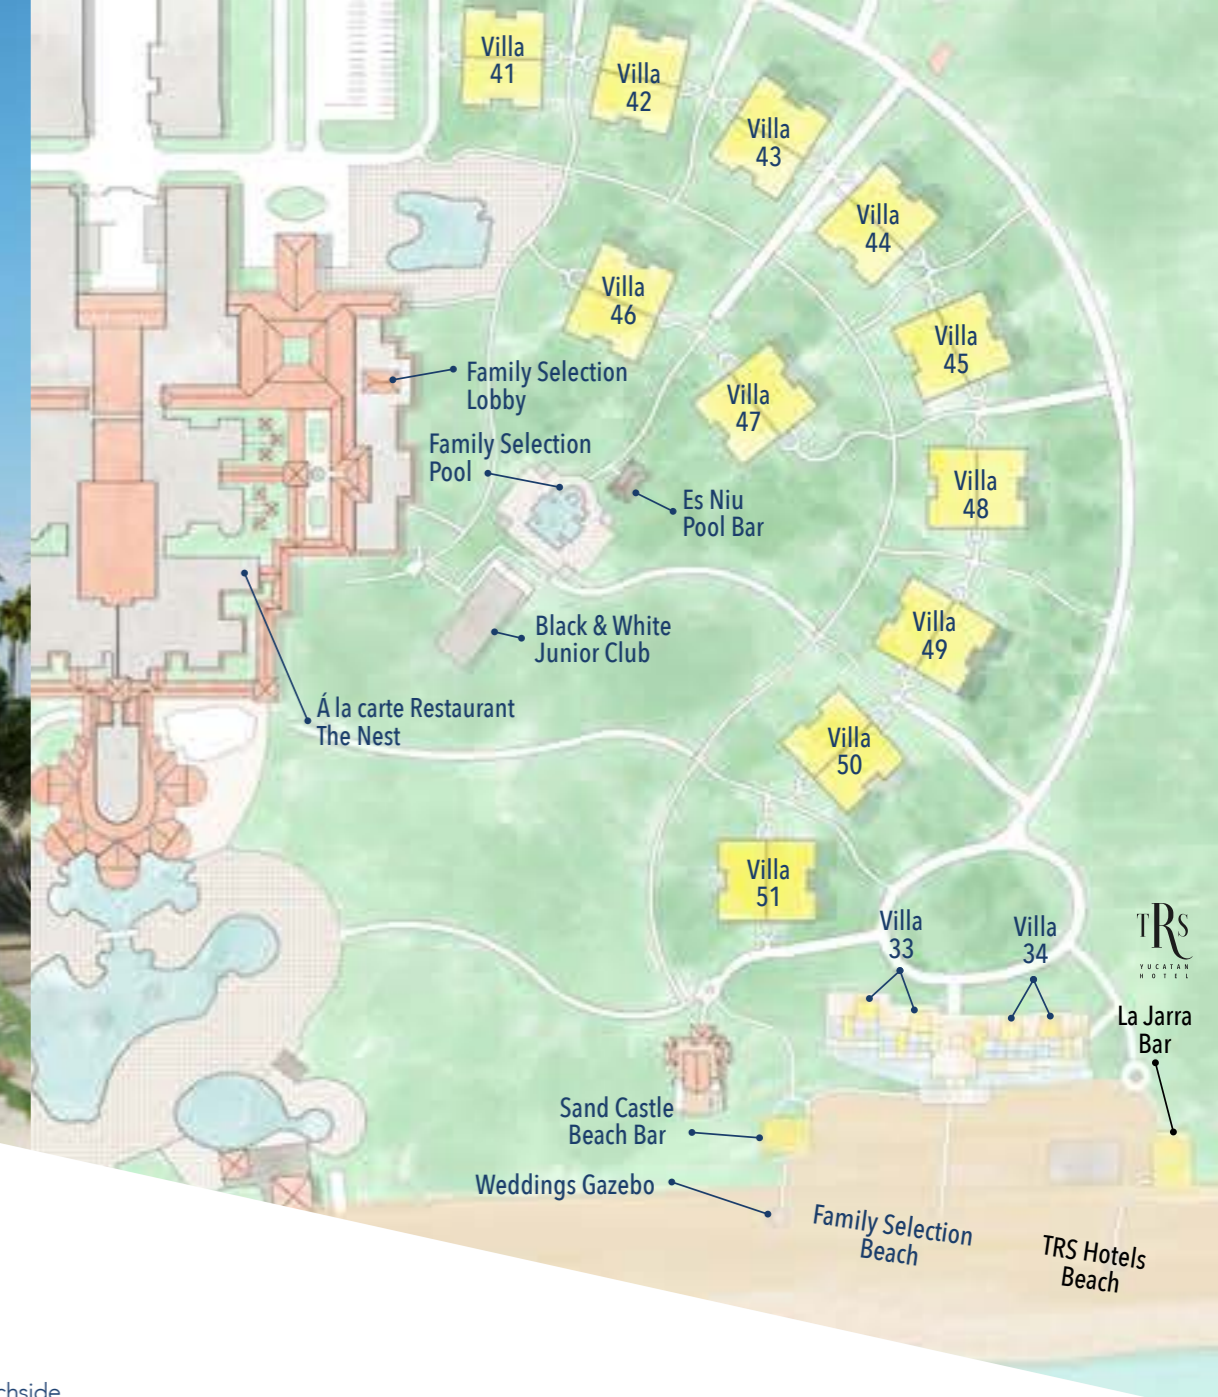 Villa
41
Villa
42
Villa
43
Villa
44
Villa
45
Villa
46
Villa
47
Family Selection
Lobby
Family Selection
Pool
Es Niu
Pool Bar
Villa
48
Villa
49
Black & White
Junior Club
Á la carte Restaurant
The Nest
Villa
50
Villa
51
Villa
33
Villa
34
TRS
YUCATAN
HOTEL
La Jarra
Bar
Sand Castle
Beach Bar
Weddings Gazebo
Family Selection
Beach
TRS Hotels
Beach
chside